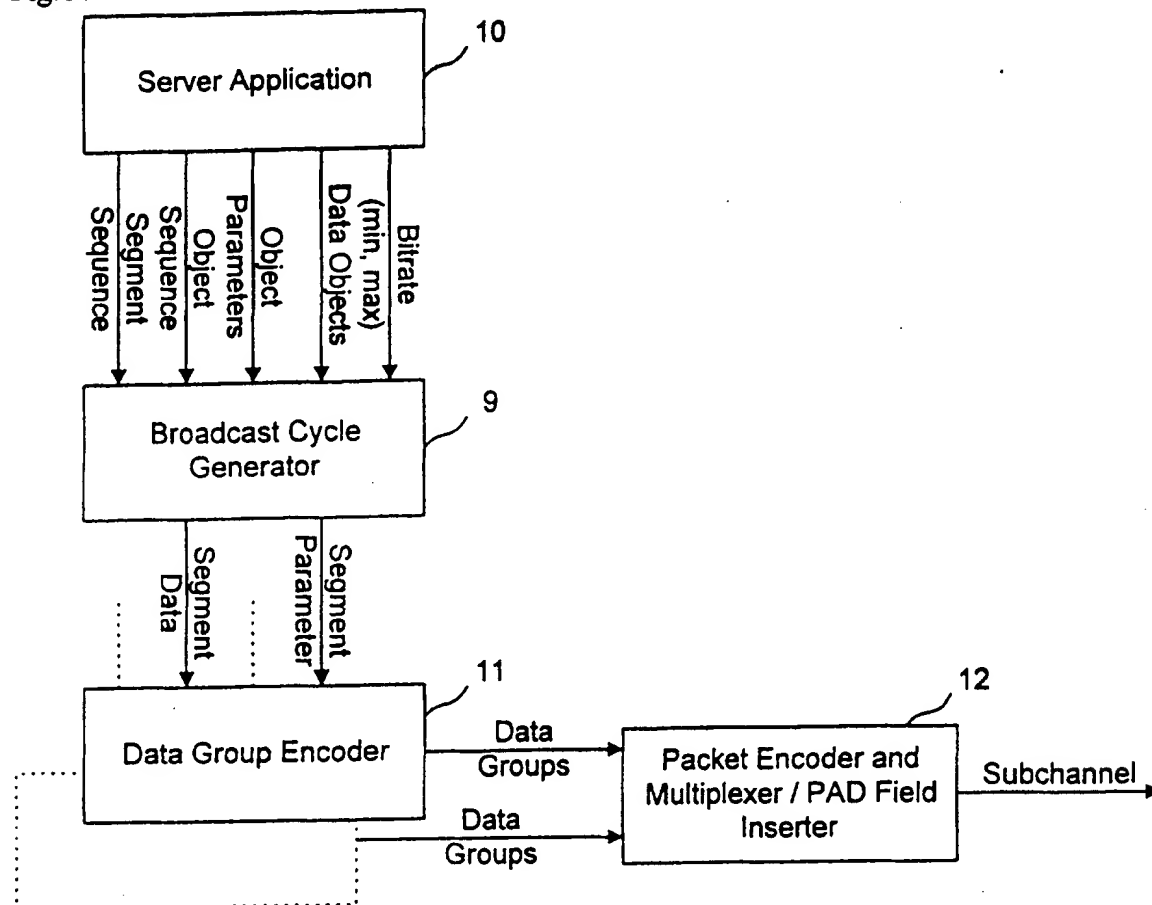 10
Server Application
Segment
Sequence
Object
Sequence
Object
Parameters
Data Objects
Bitrate
(min, max)
9
Broadcast Cycle
Generator
Segment
Data
Segment
Parameter
11
12
Data Group Encoder
Data
Groups
Packet Encoder and
Multiplexer / PAD Field
Inserter
Subchannel
Data
Groups